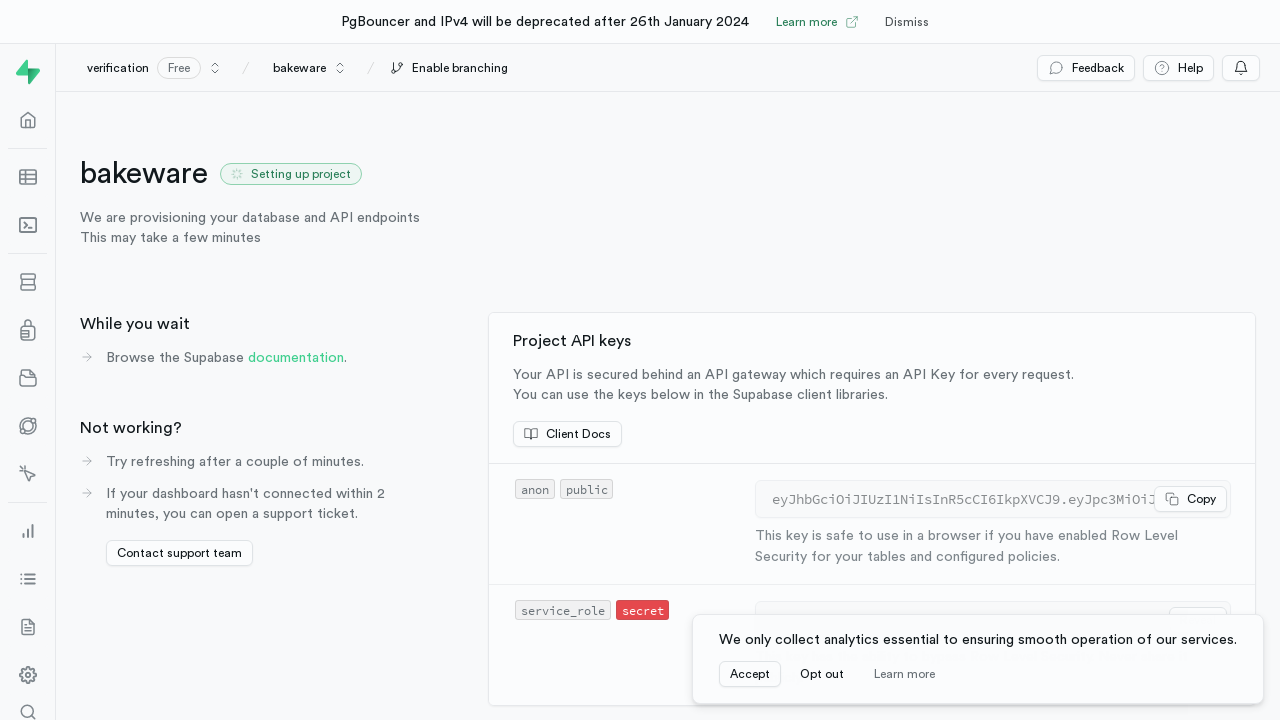 PgBouncer and IPv4 will be deprecated after 26th January 2024
Learn more
Dismiss
verification
Free
bakeware
Enable branching
Feedback
Help
bakeware
Setting up project
We are provisioning your database and API endpoints
This may take a few minutes
While you wait
Browse the Supabase documentation.
Not working?
Try refreshing after a couple of minutes.
If your dashboard hasn't connected within 2
minutes, you can open a support ticket.
Contact support team
Project API keys
Your API is secured behind an API gateway which requires an API Key for every request.
You can use the keys below in the Supabase client libraries.
Client Docs
anon public
eyJhbGciOiJIUzI1NiIsInR5cCI6IkpXVCJ9.eyJpc3MiOiJ
Copy
This key is safe to use in a browser if you have enabled Row Level
Security for your tables and configured policies.
service_role secret
We only collect analytics essential to ensuring smooth operation of our services.
Accept
Opt out
Learn more